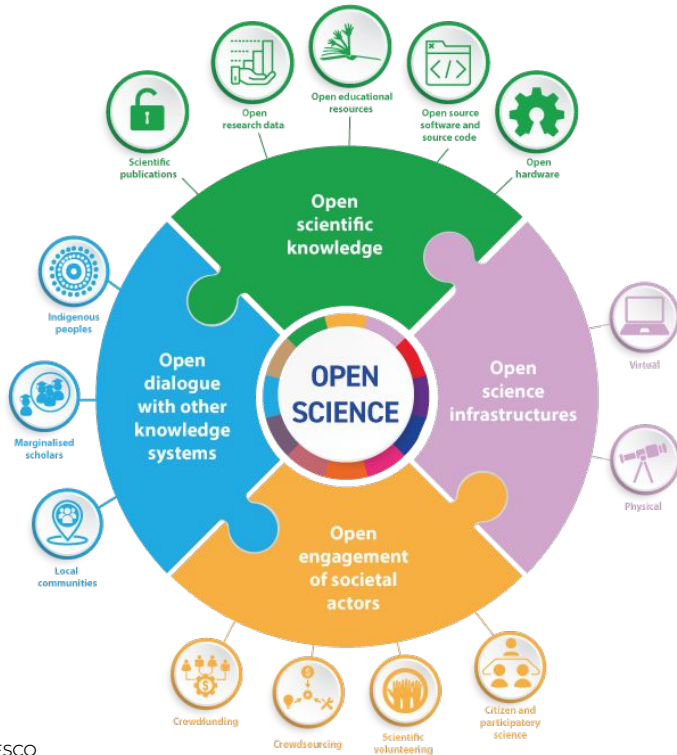 Open educational
resources
Open
research data
Open source
software and
source code
Scientific
publications
Open
hardware
Open
scientific
knowledge
Indigenous
peoples
Marginalised
scholars
Local
communities
Open
dialogue
with other
knowledge
systems
OPEN
SCIENCE
Open
science
infrastructures
Virtual
Physical
Open
engagement
of societal
actors
Crowdfunding
Crowdsourcing
Scientific
volunteering
Citizen and
participatory
science
ESCO